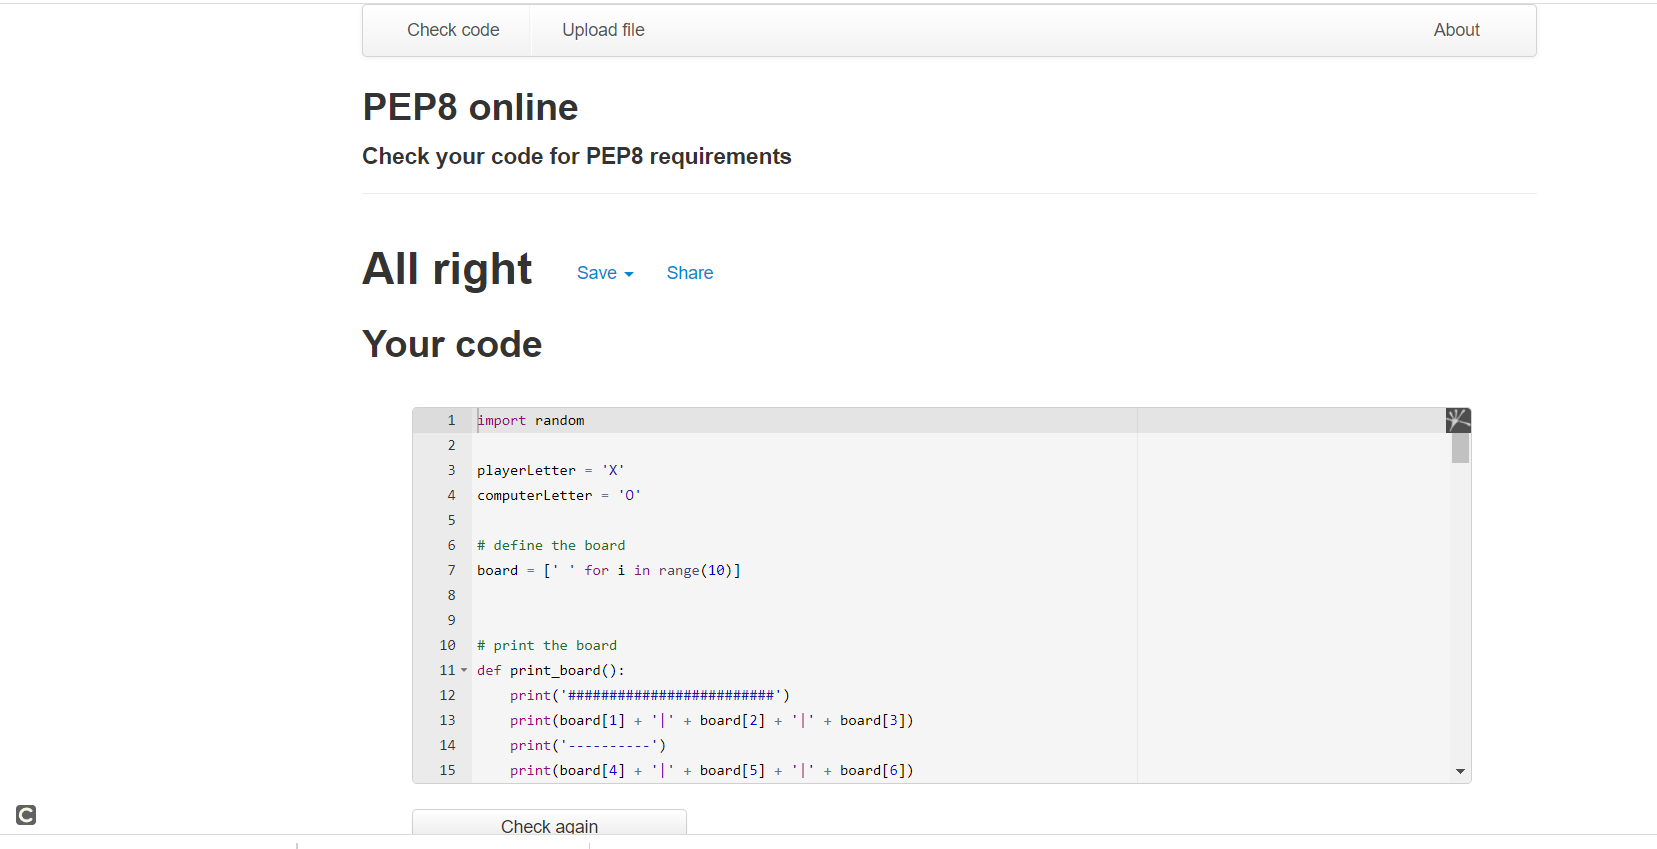 Check code Upload file About
PEP8 online
Check your code for PEP8 requirements
All right Save Share
Your code
1 import random
2
3 playerLetter = 'X'
4 computerLetter = 'O'
5
6 # define the board
7 board = [' ' for i in range(10)]
8
9
10 # print the board
11 def print_board():
12     print('#########################')
13     print(board[1] + '|' + board[2] + '|' + board[3])
14     print('----------')
15     print(board[4] + '|' + board[5] + '|' + board[6])
C
Check again